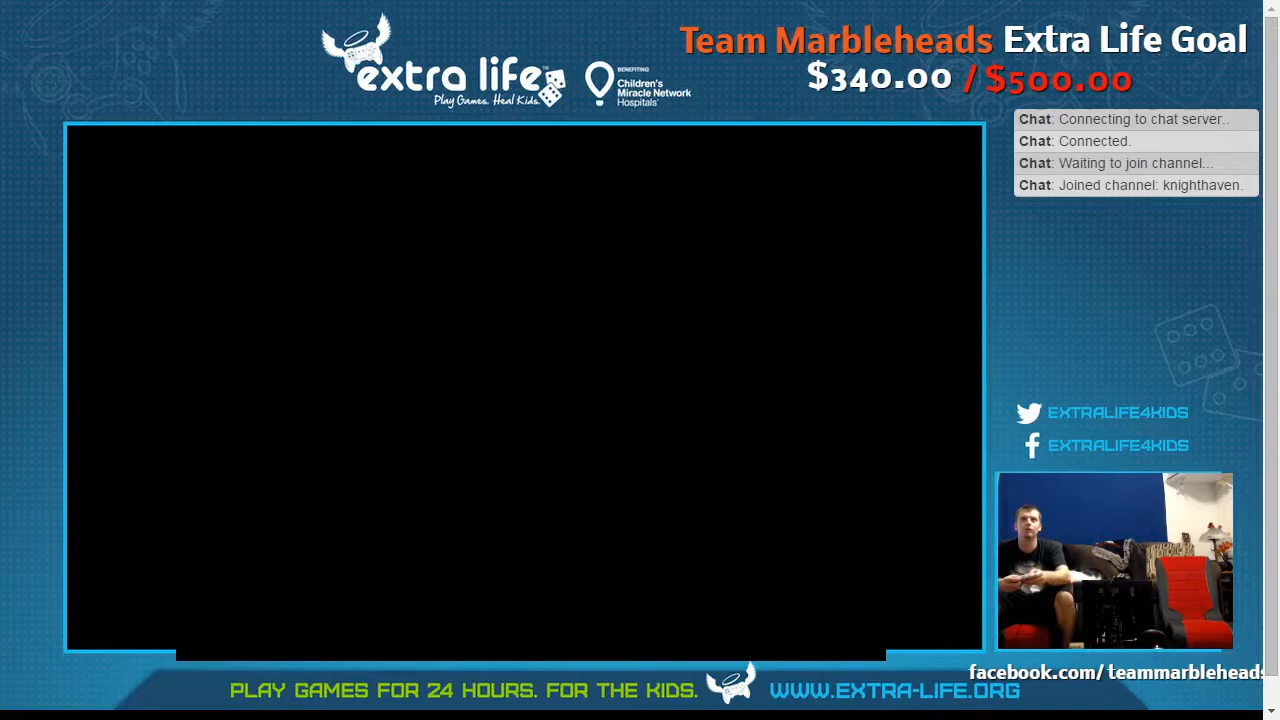 extra life™
Play Games. Heal Kids.
BENEFITING
Children's
Miracle Network
Hospitals®
Team Marbleheads Extra Life Goal
$340.00 / $500.00
Chat: Connecting to chat server..
Chat: Connected.
Chat: Waiting to join channel...
Chat: Joined channel: knighthaven.
EXTRALIFE4KIDS
EXTRALIFE4KIDS
facebook.com/teammarbleheads
PLAY GAMES FOR 24 HOURS. FOR THE KIDS.
WWW.EXTRA-LIFE.ORG